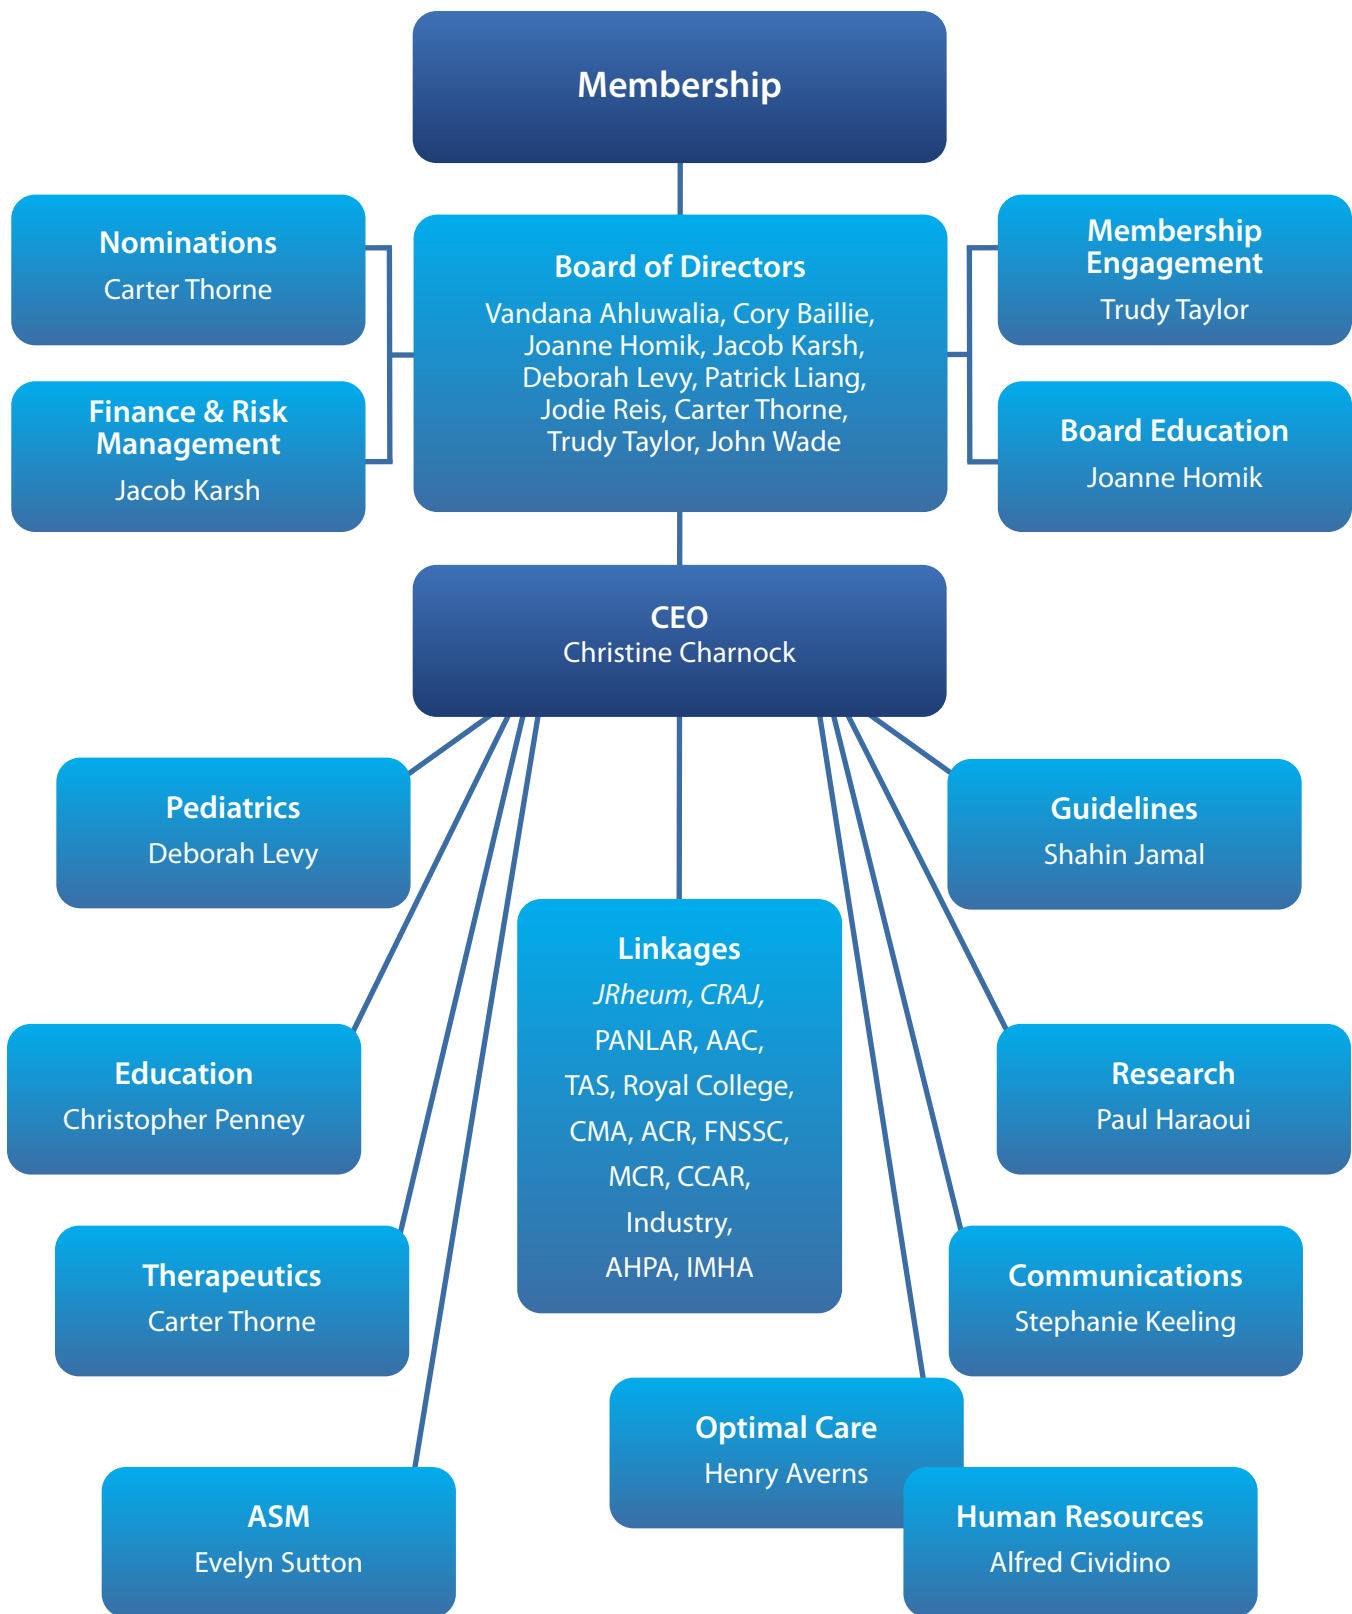 Membership
Nominations
Carter Thorne
Finance & Risk
Management
Jacob Karsh
Board of Directors
Vandana Ahluwalia, Cory Baillie,
Joanne Homik, Jacob Karsh,
Deborah Levy, Patrick Liang,
Jodie Reis, Carter Thorne,
Trudy Taylor, John Wade
Membership
Engagement
Trudy Taylor
Board Education
Joanne Homik
CEO
Christine Charnock
Pediatrics
Deborah Levy
Guidelines
Shahin Jamal
Linkages
JRheum, CRAJ,
PANLAR, AAC,
TAS, Royal College,
CMA, ACR, FNSSC,
MCR, CCAR,
Industry,
AHPA, IMHA
Education
Christopher Penney
Research
Paul Haraoui
Therapeutics
Carter Thorne
Communications
Stephanie Keeling
Optimal Care
Henry Averns
ASM
Evelyn Sutton
Human Resources
Alfred Cividino